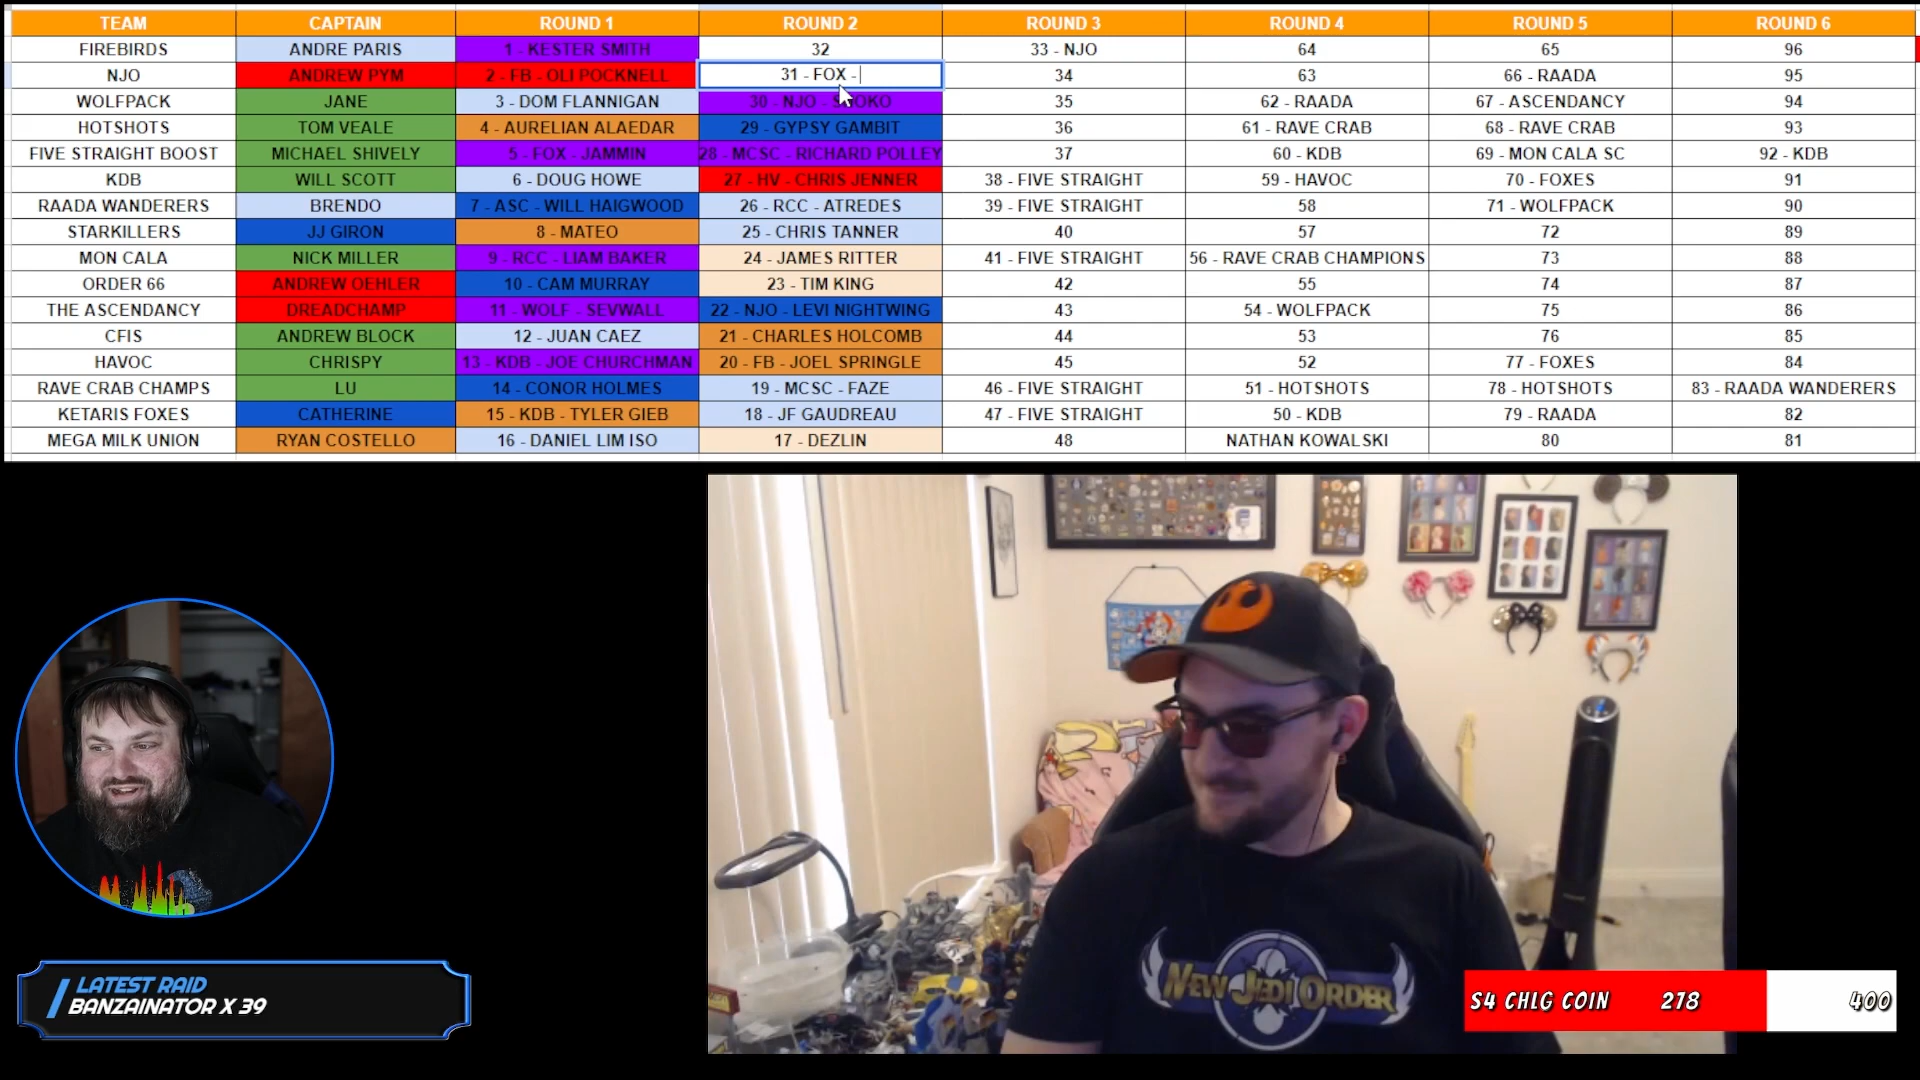 TEAM CAPTAIN ROUND 1 ROUND 2 ROUND 3 ROUND 4 ROUND 5 ROUND 6
FIREBIRDS ANDRE PARIS 1 - KESTER SMITH 32 33 - NJO 64 65 96
NJO ANDREW PYM 2 - FB - OLI POCKNELL 31 - FOX - 34 63 66 - RAADA 95
WOLFPACK JANE 3 - DOM FLANNIGAN 30 - NJO - 35 62 - RAADA 67 - ASCENDANCY 94
HOTSHOTS TOM VEALE 4 - AURELIAN ALAEDAR 29 - GYPSY GAMBIT 36 61 - RAVE CRAB 68 - RAVE CRAB 93
FIVE STRAIGHT BOOST MICHAEL SHIVELY 5 - FOX - JAMMIN 28 - MCSC - RICHARD POLLEY 37 60 - KDB 69 - MON CALA SC 92 - KDB
KDB WILL SCOTT 6 - DOUG HOWE 27 - HV - CHRIS JENNER 38 - FIVE STRAIGHT 59 - HAVOC 70 - FOXES 91
RAADA WANDERERS BRENDO 7 - ASC - WILL HAIGWOOD 26 - RCC - ATREDES 39 - FIVE STRAIGHT 58 71 - WOLFPACK 90
STARKILLERS JJ GIRON 8 - MATEO 25 - CHRIS TANNER 40 57 72 89
MON CALA NICK MILLER 9 - RCC - LIAM BAKER 24 - JAMES RITTER 41 - FIVE STRAIGHT 56 - RAVE CRAB CHAMPIONS 73 88
ORDER 66 ANDREW OEHLER 10 - CAM MURRAY 23 - TIM KING 42 55 74 87
THE ASCENDANCY DREADCHAMP 11 - WOLF - SEVWALL 22 - NJO - LEVI NIGHTWING 43 54 - WOLFPACK 75 86
CFIS ANDREW BLOCK 12 - JUAN CAEZ 21 - CHARLES HOLCOMB 44 53 76 85
HAVOC CHRISPY 13 - KDB - JOE CHURCHMAN 20 - FB - JOEL SPRINGLE 45 52 77 - FOXES 84
RAVE CRAB CHAMPS LU 14 - CONOR HOLMES 19 - MCSC - FAZE 46 - FIVE STRAIGHT 51 - HOTSHOTS 78 - HOTSHOTS 83 - RAADA WANDERERS
KETARIS FOXES CATHERINE 15 - KDB - TYLER GIEB 18 - JF GAUDREAU 47 - FIVE STRAIGHT 50 - KDB 79 - RAADA 82
MEGA MILK UNION RYAN COSTELLO 16 - DANIEL LIM ISO 17 - DEZLIN 48 NATHAN KOWALSKI 80 81
NEW JEDI ORDER
LATEST RAID
BANZAINATOR X 39
S4 CHLG COIN 278 400